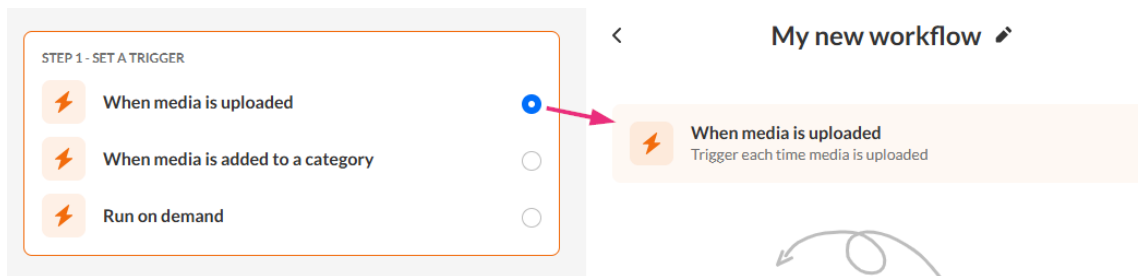 STEP 1 - SET A TRIGGER
When media is uploaded
When media is added to a category
Run on demand
My new workflow
When media is uploaded
Trigger each time media is uploaded